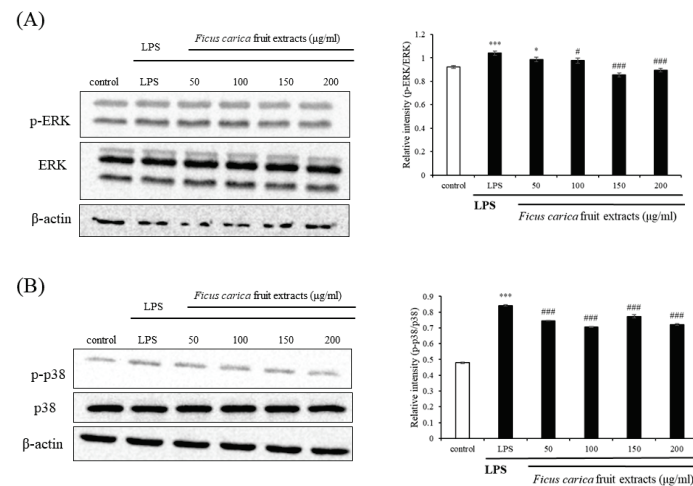 (A)
LPS
Ficus carica fruit extracts (μg/ml)
control LPS 50 100 150 200
p-ERK
ERK
β-actin
Relative intensity (p-ERK/ERK)
1.2
1
0.8
0.6
0.4
0.2
0
*** * # ### ###
control LPS 50 100 150 200
LPS Ficus carica fruit extracts (μg/ml)
(B)
LPS
Ficus carica fruit extracts (μg/ml)
control LPS 50 100 150 200
p-p38
p38
β-actin
Relative intensity (p-p38/p38)
0.9
0.8
0.7
0.6
0.5
0.4
0.3
0.2
0.1
0
*** ### ### ### ###
control LPS 50 100 150 200
LPS Ficus carica fruit extracts (μg/ml)